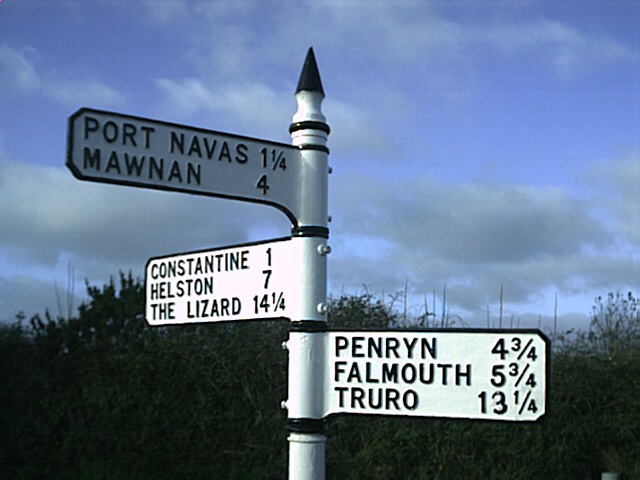 PORT NAVAS 1¼
MAWNAN 4
CONSTANTINE 1
HELSTON 7
THE LIZARD 14¼
PENRYN 4¾
FALMOUTH 5¾
TRURO 13¼